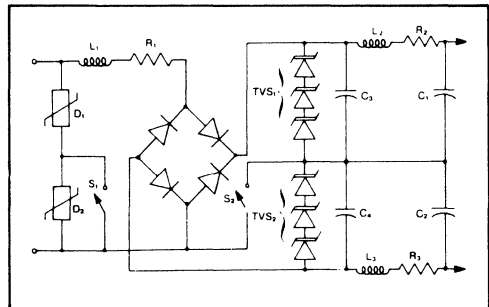 L₁ R₁ L₂ R₂
D₁ TVS₁ C₃ C₁
S₁ S₂
D₂ TVS₂ C₄ C₂
L₃ R₃